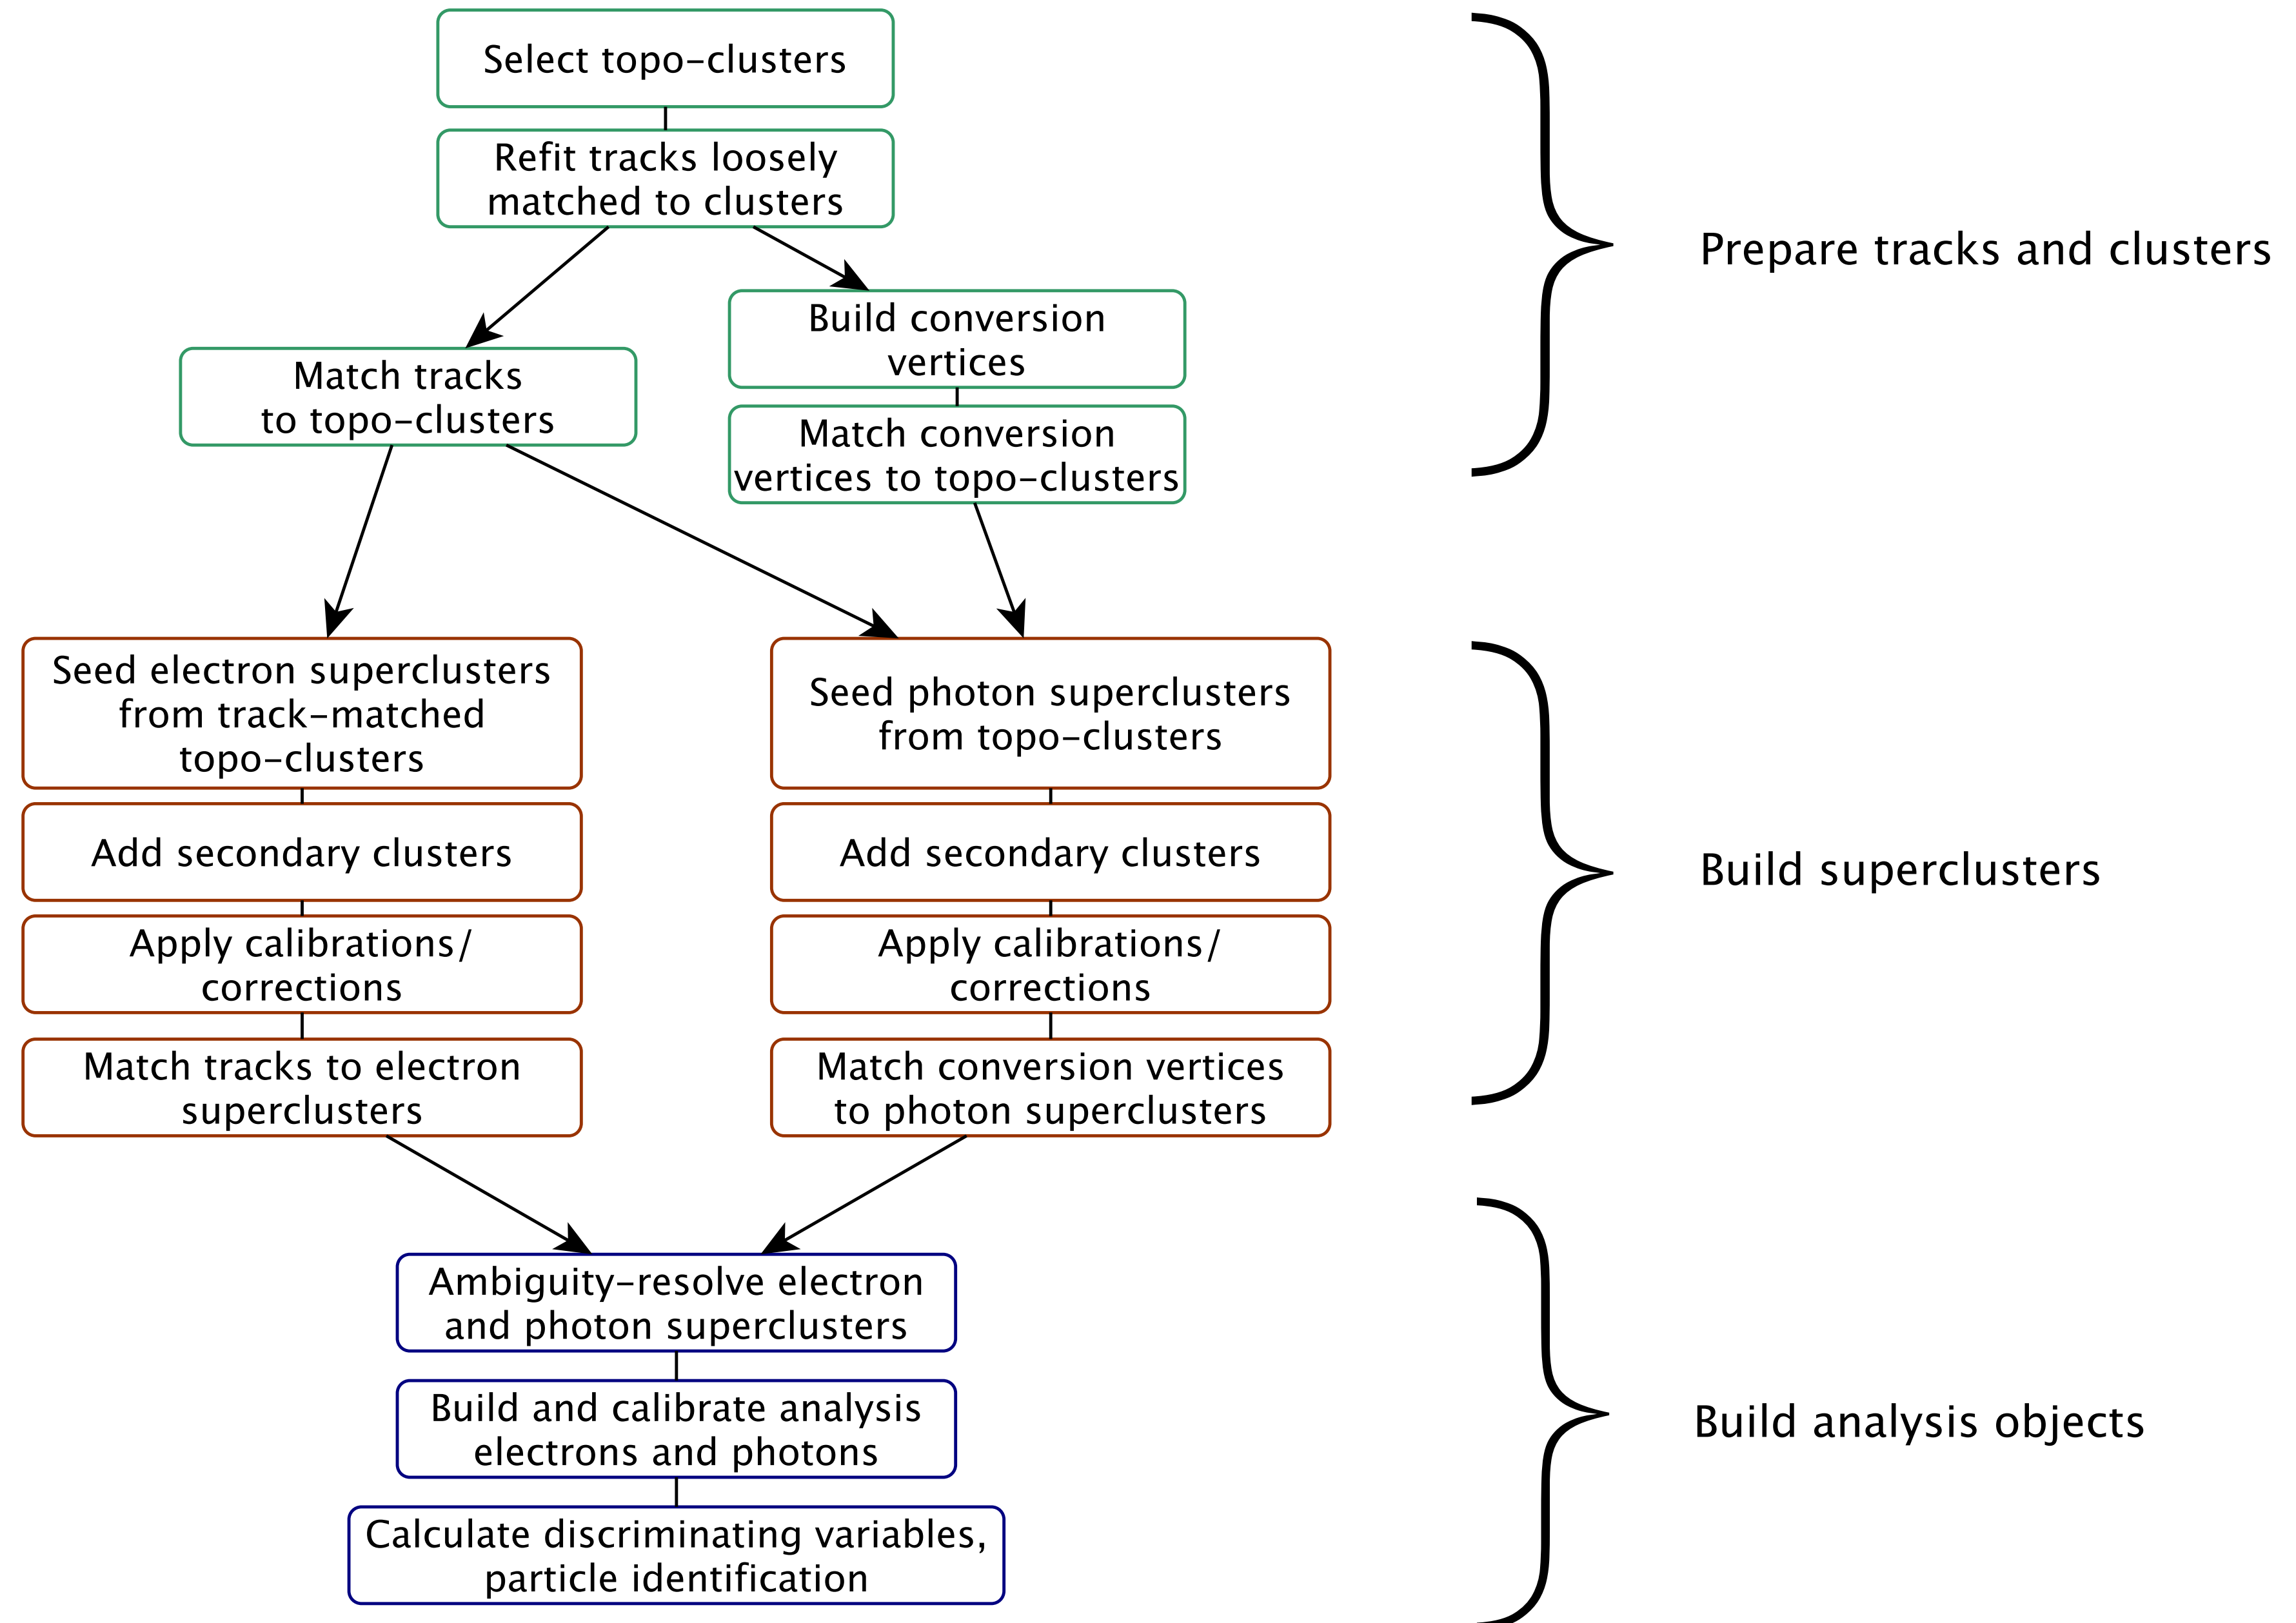 Select topo-clusters
Refit tracks loosely
matched to clusters
Build conversion
vertices
Match tracks
to topo-clusters
Match conversion
vertices to topo-clusters
Prepare tracks and clusters
Seed electron superclusters
from track-matched
topo-clusters
Add secondary clusters
Apply calibrations/
corrections
Match tracks to electron
superclusters
Seed photon superclusters
from topo-clusters
Add secondary clusters
Apply calibrations/
corrections
Match conversion vertices
to photon superclusters
Build superclusters
Ambiguity-resolve electron
and photon superclusters
Build and calibrate analysis
electrons and photons
Calculate discriminating variables,
particle identification
Build analysis objects